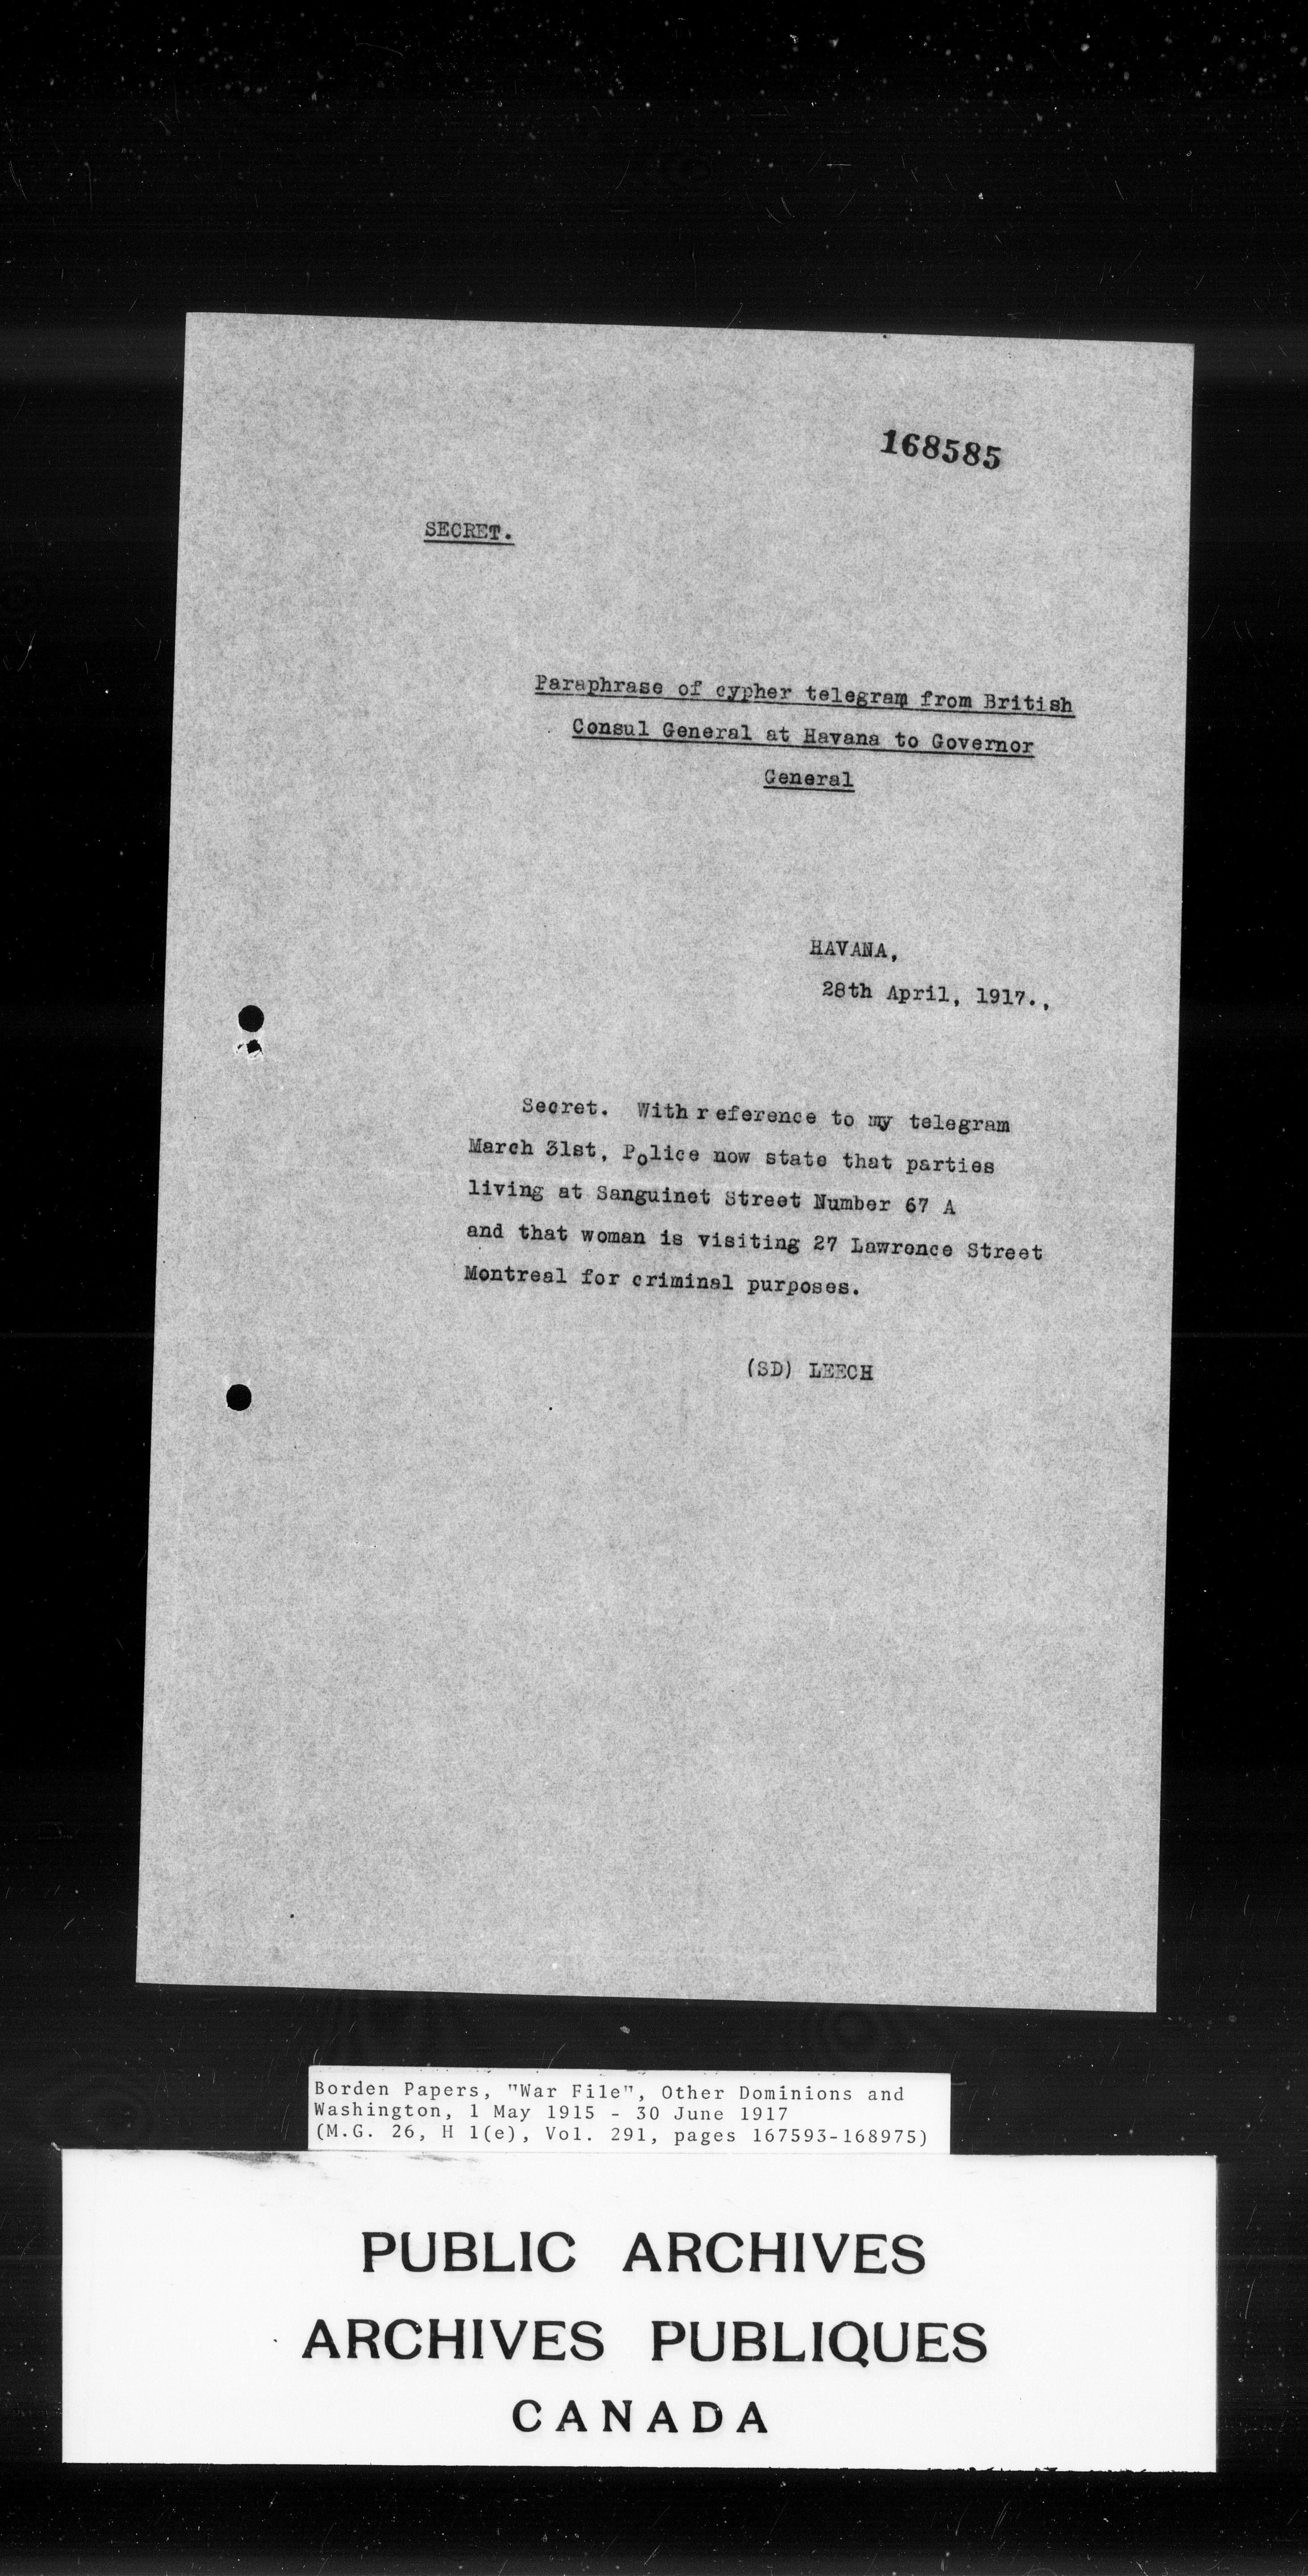 168585
SECRET.
Paraphrase of cypher telegram from British
Consul General at Havana to Governor
General
HAVANA,
28th April, 1917.,
Secret. With reference to my telegram
March 31st, Police now state that parties
living at Sanguinet Street Number 67 A
and that woman is visiting 27 Lawrence Street
Montreal for criminal purposes.
(SD) LEECH
Borden Papers, "War File", Other Dominions and
Washington, 1 May 1915 - 30 June 1917
(M.G. 26, H 1(e), Vol. 291, pages 167593-168975)
PUBLIC ARCHIVES
ARCHIVES PUBLIQUES
CANADA